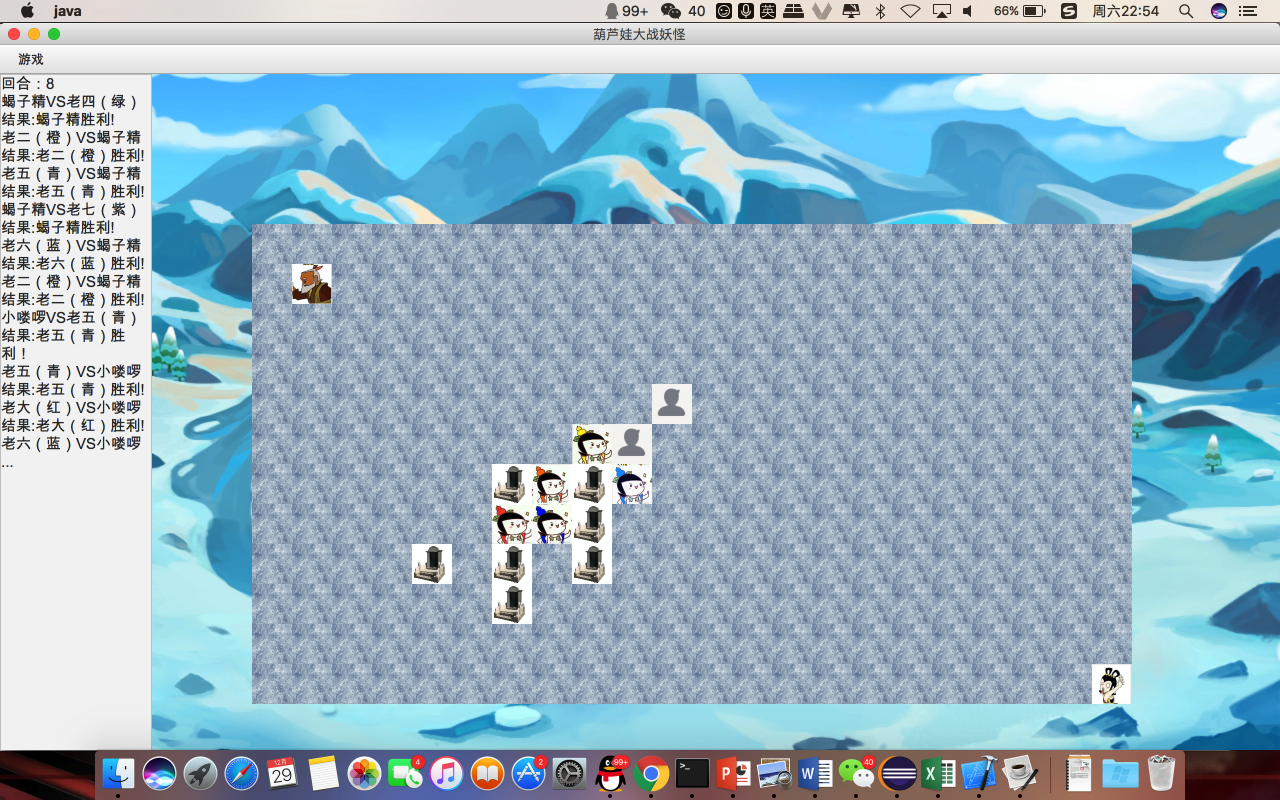 java
99+
40
英
66%
周六22:54
葫芦娃大战妖怪
游戏
回合：8
蝎子精VS老四（绿）
结果:蝎子精胜利!
老二（橙）VS蝎子精
结果:老二（橙）胜利!
老五（青）VS蝎子精
结果:老五（青）胜利!
蝎子精VS老七（紫）
结果:蝎子精胜利!
老六（蓝）VS蝎子精
结果:老六（蓝）胜利!
老二（橙）VS蝎子精
结果:老二（橙）胜利!
小喽啰VS老五（青）
结果:老五（青）胜
利！
老五（青）VS小喽啰
结果:老五（青）胜利!
老大（红）VS小喽啰
结果:老大（红）胜利!
老六（蓝）VS小喽啰
...
12月
29
4
2
99+
40